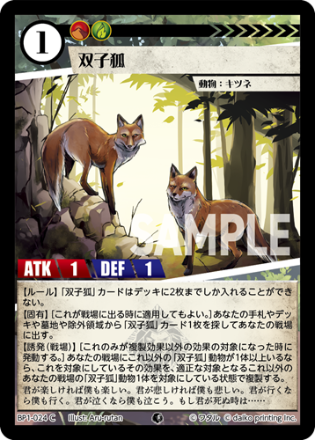 1
双子狐
動物：キツネ
SAMPLE
ATK 1 DEF 1
【ルール】「双子狐」カードはデッキに2枚までしか入れることができない。
【固有】〔これが戦場に出る時に適用してもよい。〕あなたの手札やデッキや墓地や除外領域から「双子狐」カード1枚を探してあなたの戦場に出す。
【誘発（戦場）】〔これのみが複製効果以外の効果の対象になった時に発動する。〕あなたの戦場にこれ以外の「双子狐」動物が1体以上いるなら、これを対象にしているその効果を、適正な対象となるこれ以外のあなたの戦場の「双子狐」動物1体を対象にしている状態で複製する。
君が楽しければ僕も楽しい。君が悲しければ僕も悲しい。君が行くなら僕も行く。君が泣くなら僕も泣こう。もし君が死ぬ時は……
BP1-024 C Illust: Aru-rutan ©ワタル ©daiko printing inc.